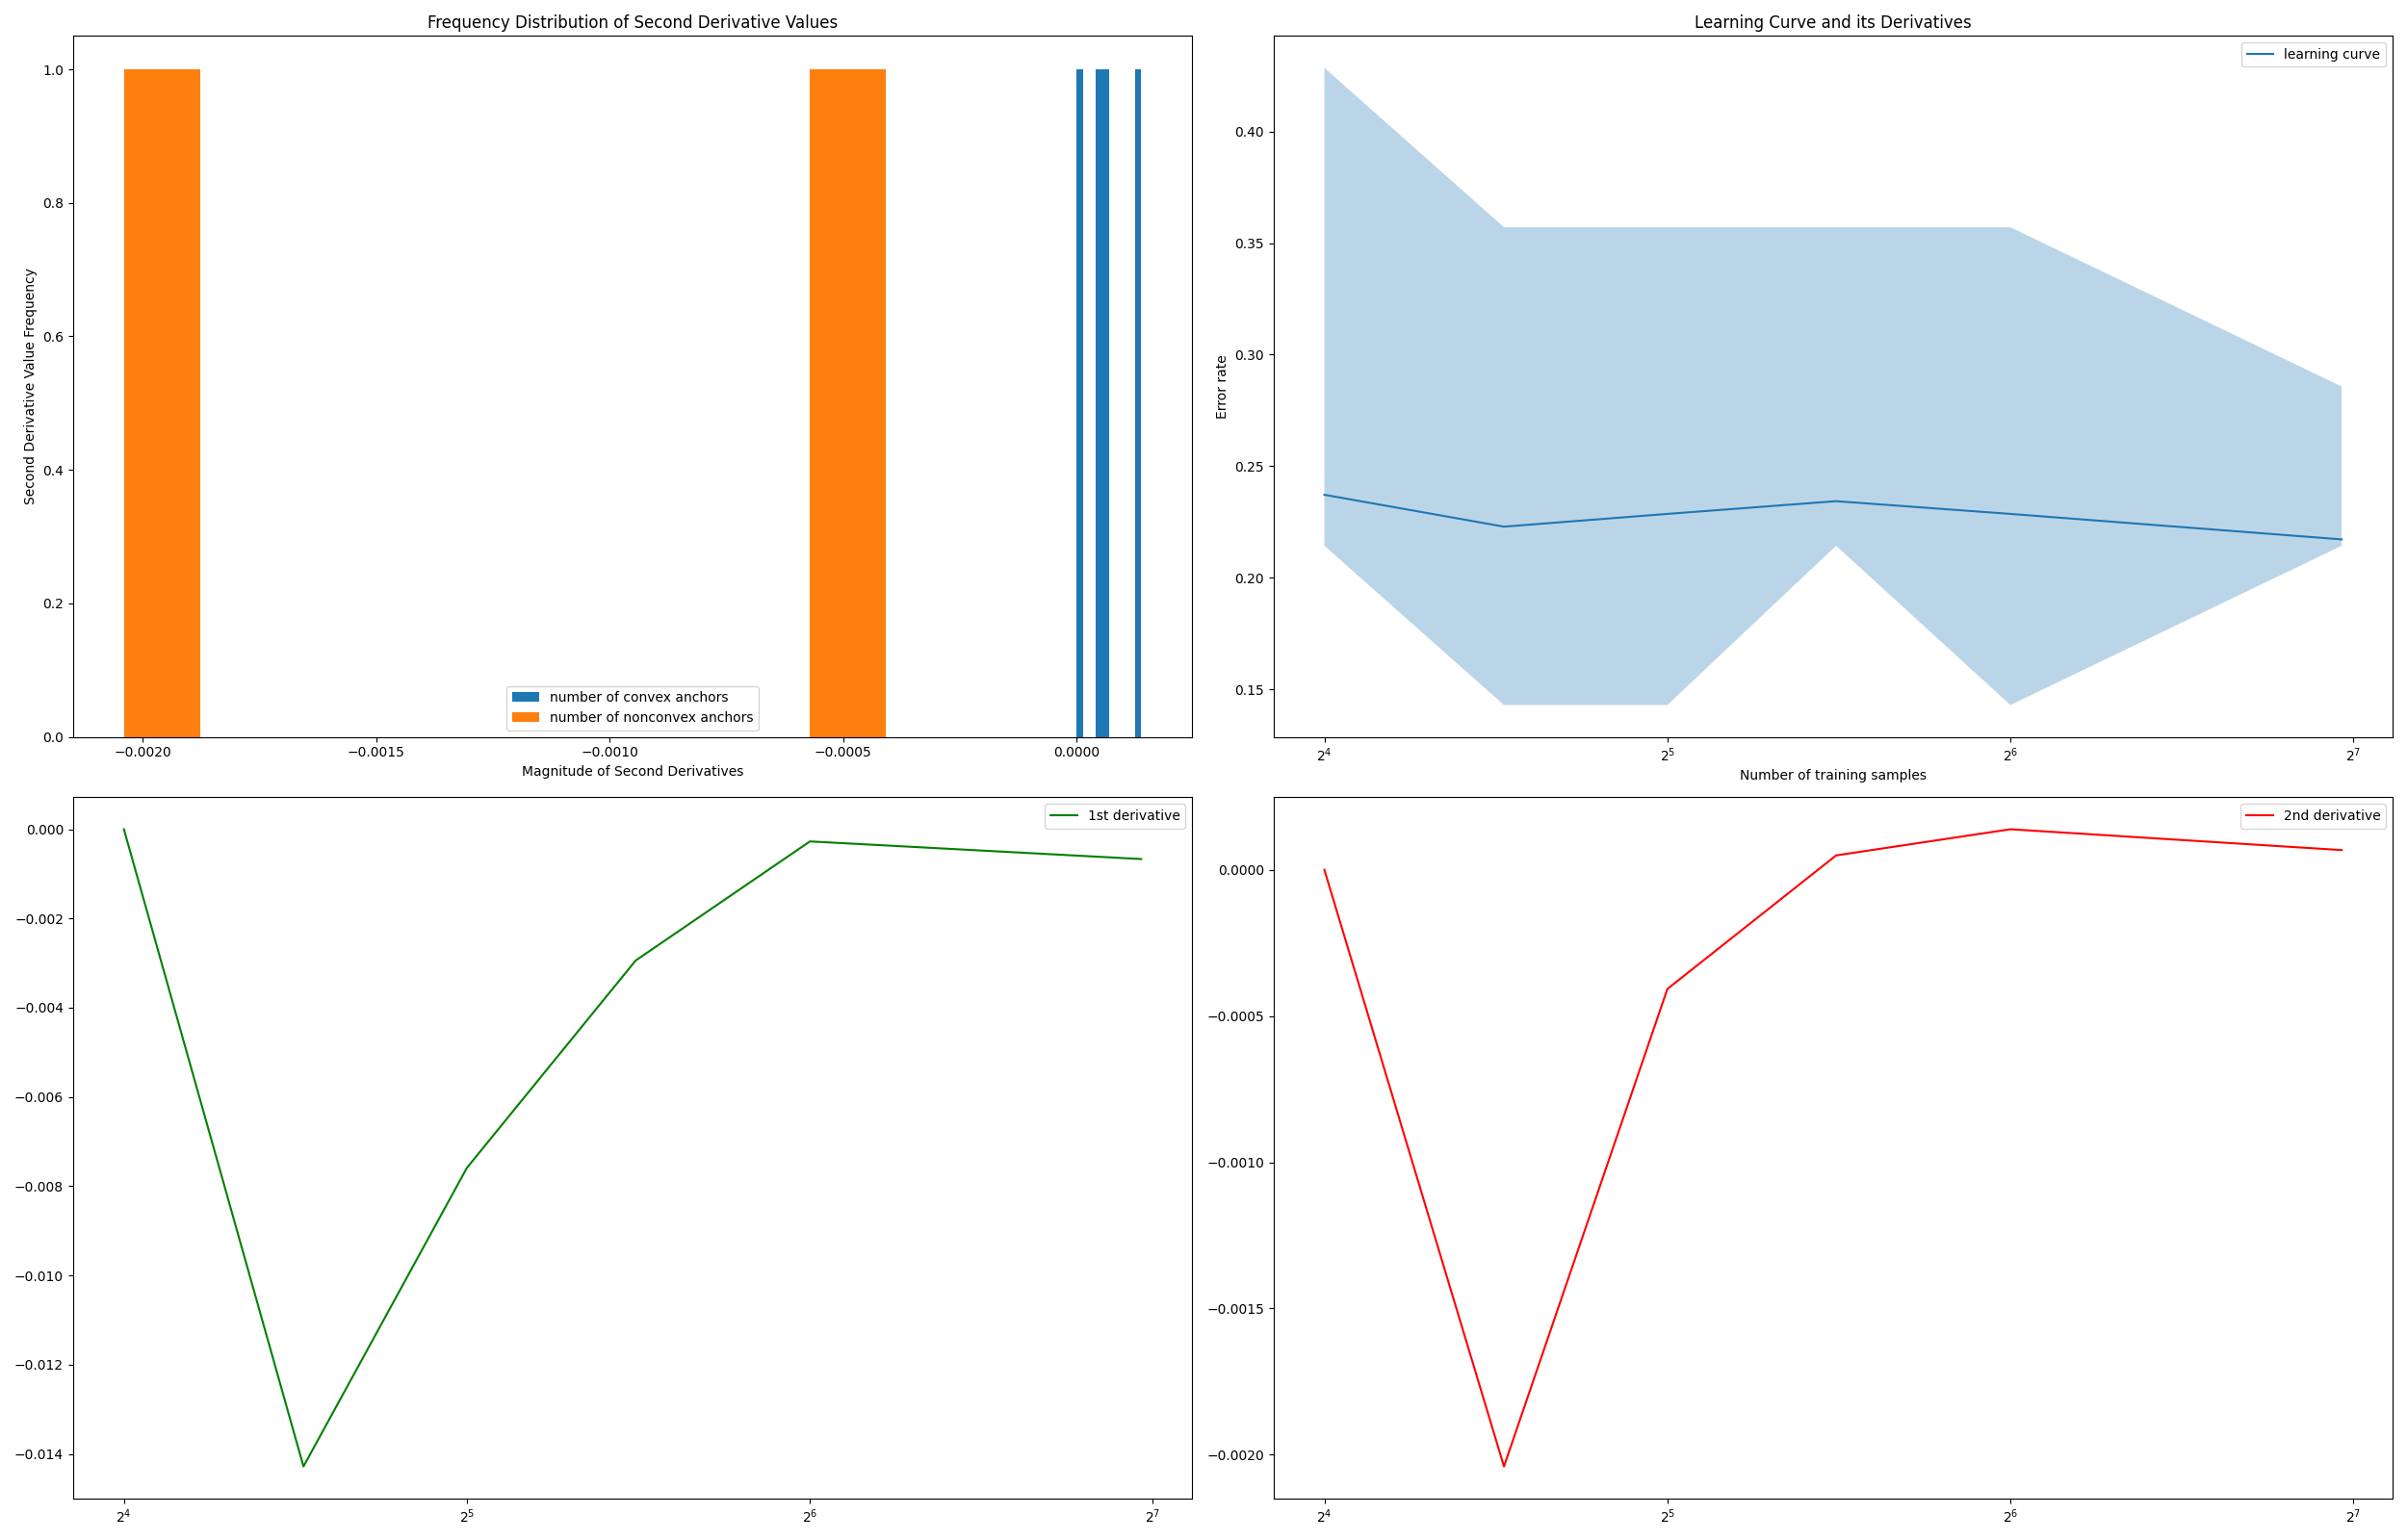 Frequency Distribution of Second Derivative Values
Second Derivative Value Frequency
1.0
0.8
0.6
0.4
0.2
0.0
number of convex anchors
number of nonconvex anchors
−0.0020 −0.0015 −0.0010 −0.0005 0.0000
Magnitude of Second Derivatives
Learning Curve and its Derivatives
learning curve
Error rate
0.40
0.35
0.30
0.25
0.20
0.15
2⁴ 2⁵ 2⁶ 2⁷
Number of training samples
1st derivative
0.000
−0.002
−0.004
−0.006
−0.008
−0.010
−0.012
−0.014
2⁴ 2⁵ 2⁶ 2⁷
2nd derivative
0.0000
−0.0005
−0.0010
−0.0015
−0.0020
2⁴ 2⁵ 2⁶ 2⁷